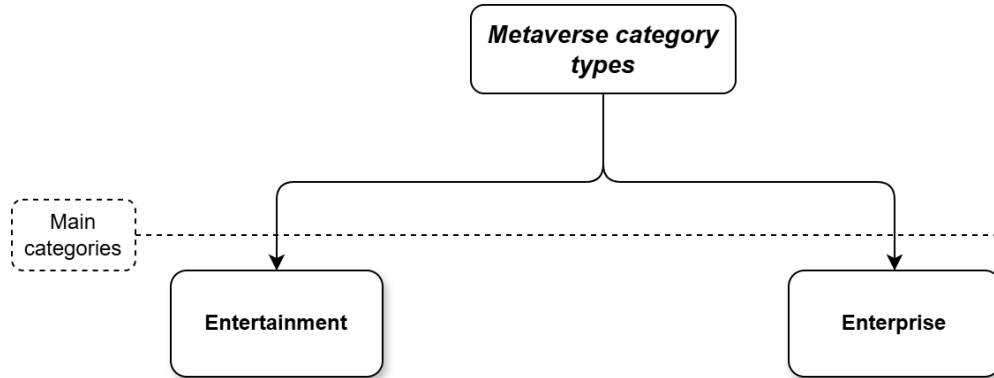 Metaverse category
types
Main
categories
Entertainment
Enterprise